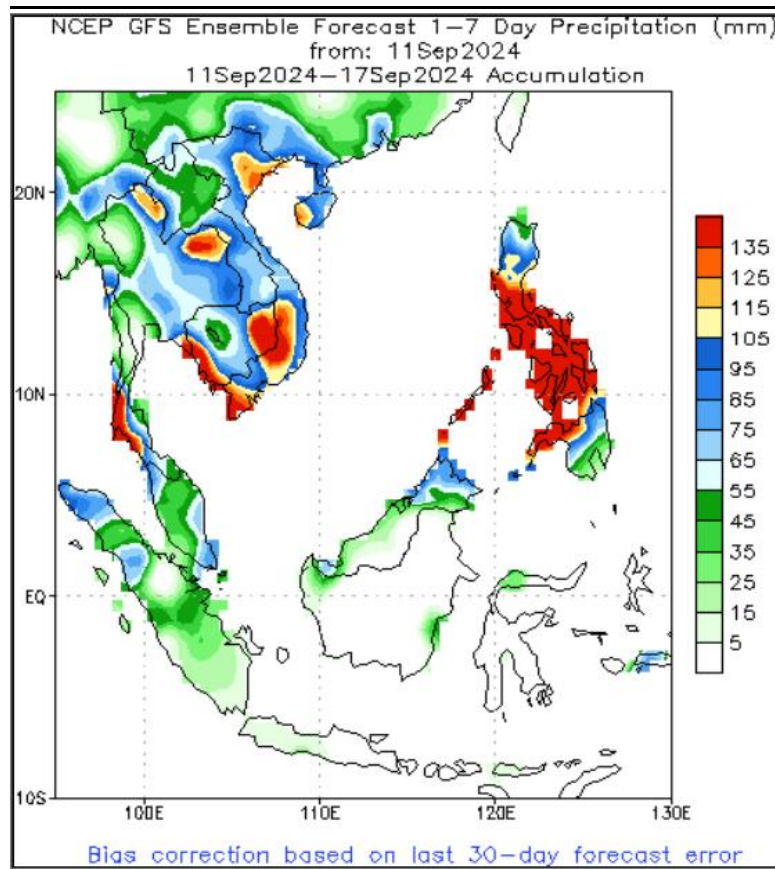 NCEP GFS Ensemble Forecast 1-7 Day Precipitation (mm)
from: 11Sep2024
11Sep2024-17Sep2024 Accumulation
20N
10N
EQ
10S
100E
110E
120E
130E
135
125
115
105
95
85
75
65
55
45
35
25
15
5
Bias correction based on last 30-day forecast error